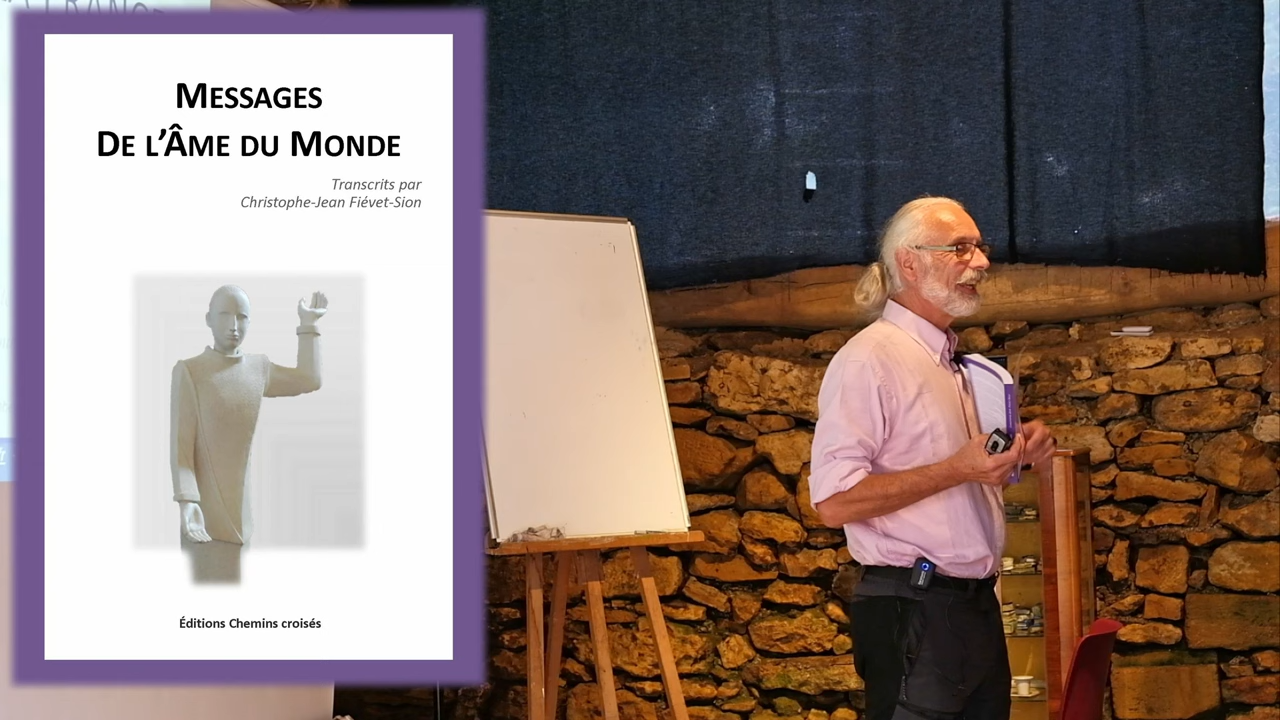 MESSAGES
DE L'ÂME DU MONDE
Transcrits par
Christophe-Jean Fiévet-Sion
Éditions Chemins croisés